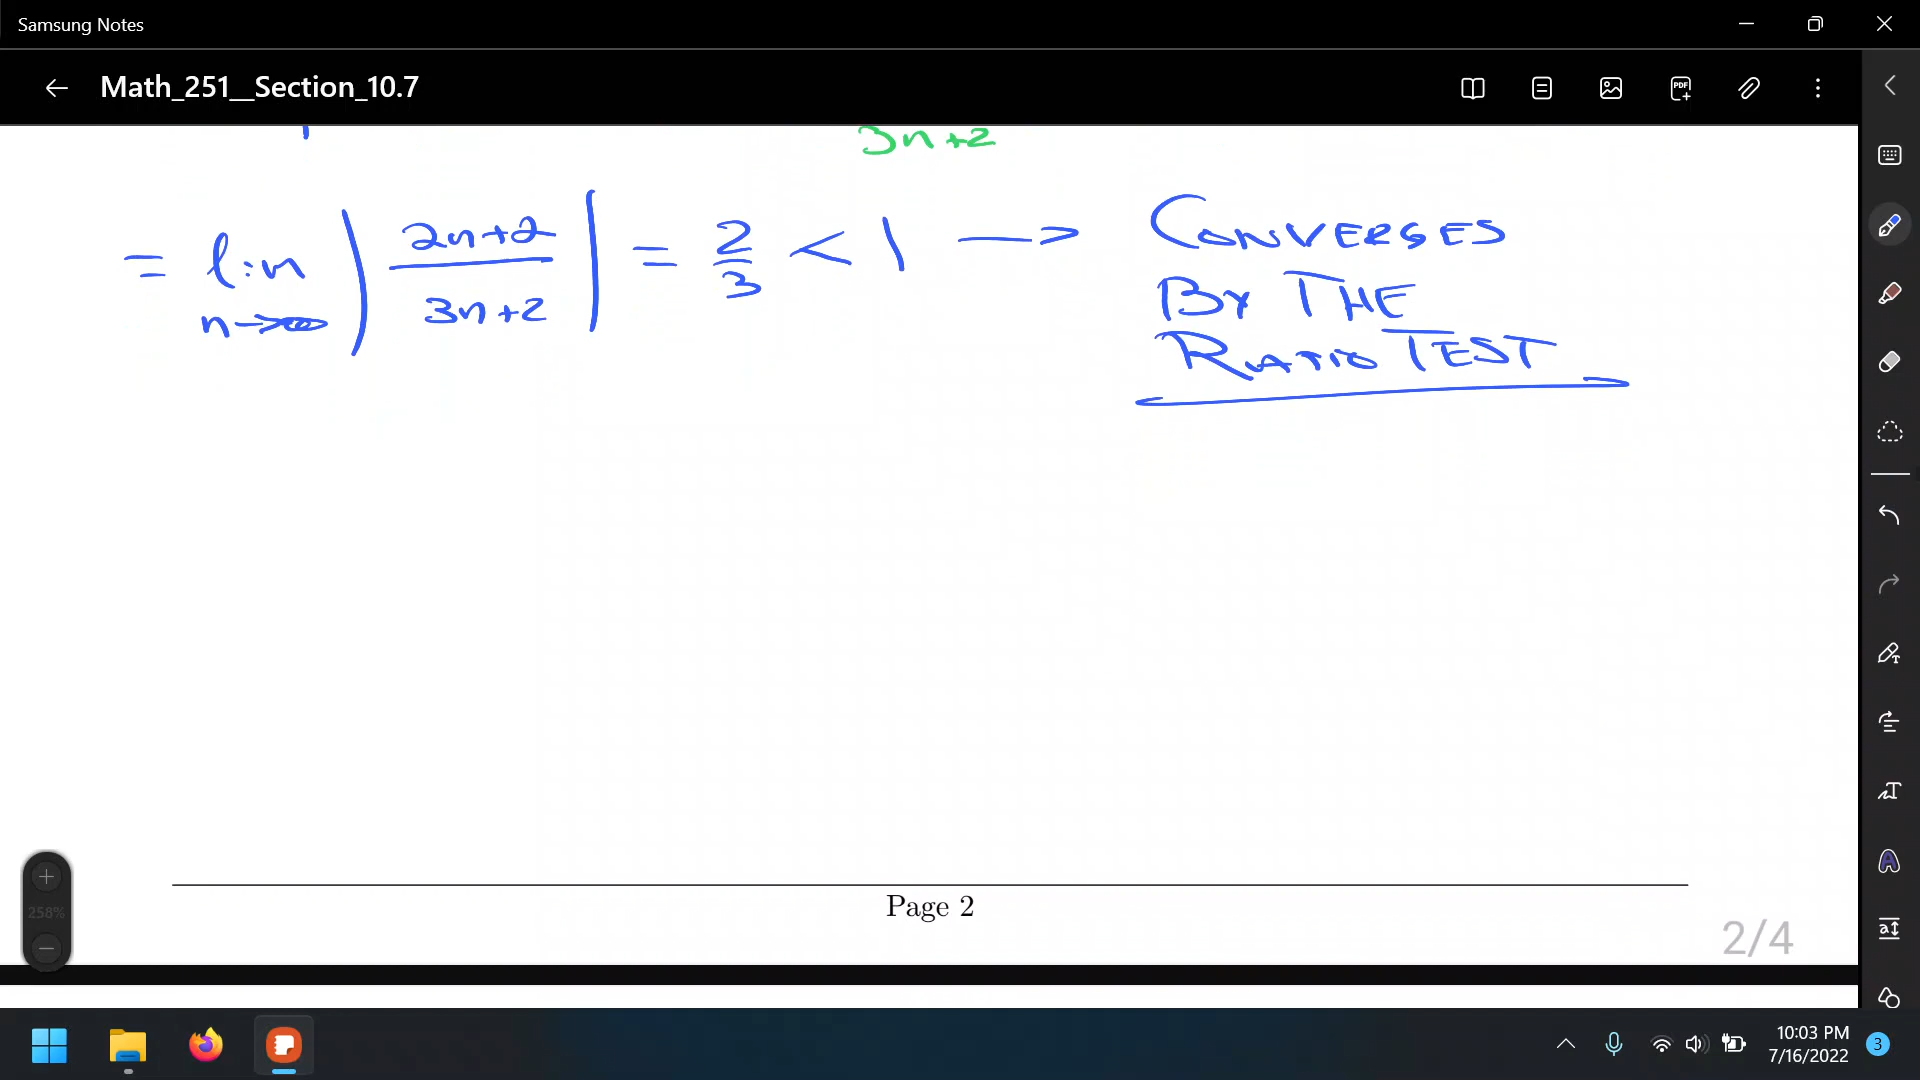 Samsung Notes
Math_251__Section_10.7
PDF
3n+2
= lim n→∞ | 2n+2 / 3n+2 | = 2/3 < 1 → CONVERGES
BY THE
RATIO TEST
258%
Page 2
2/4
10:03 PM
7/16/2022
3